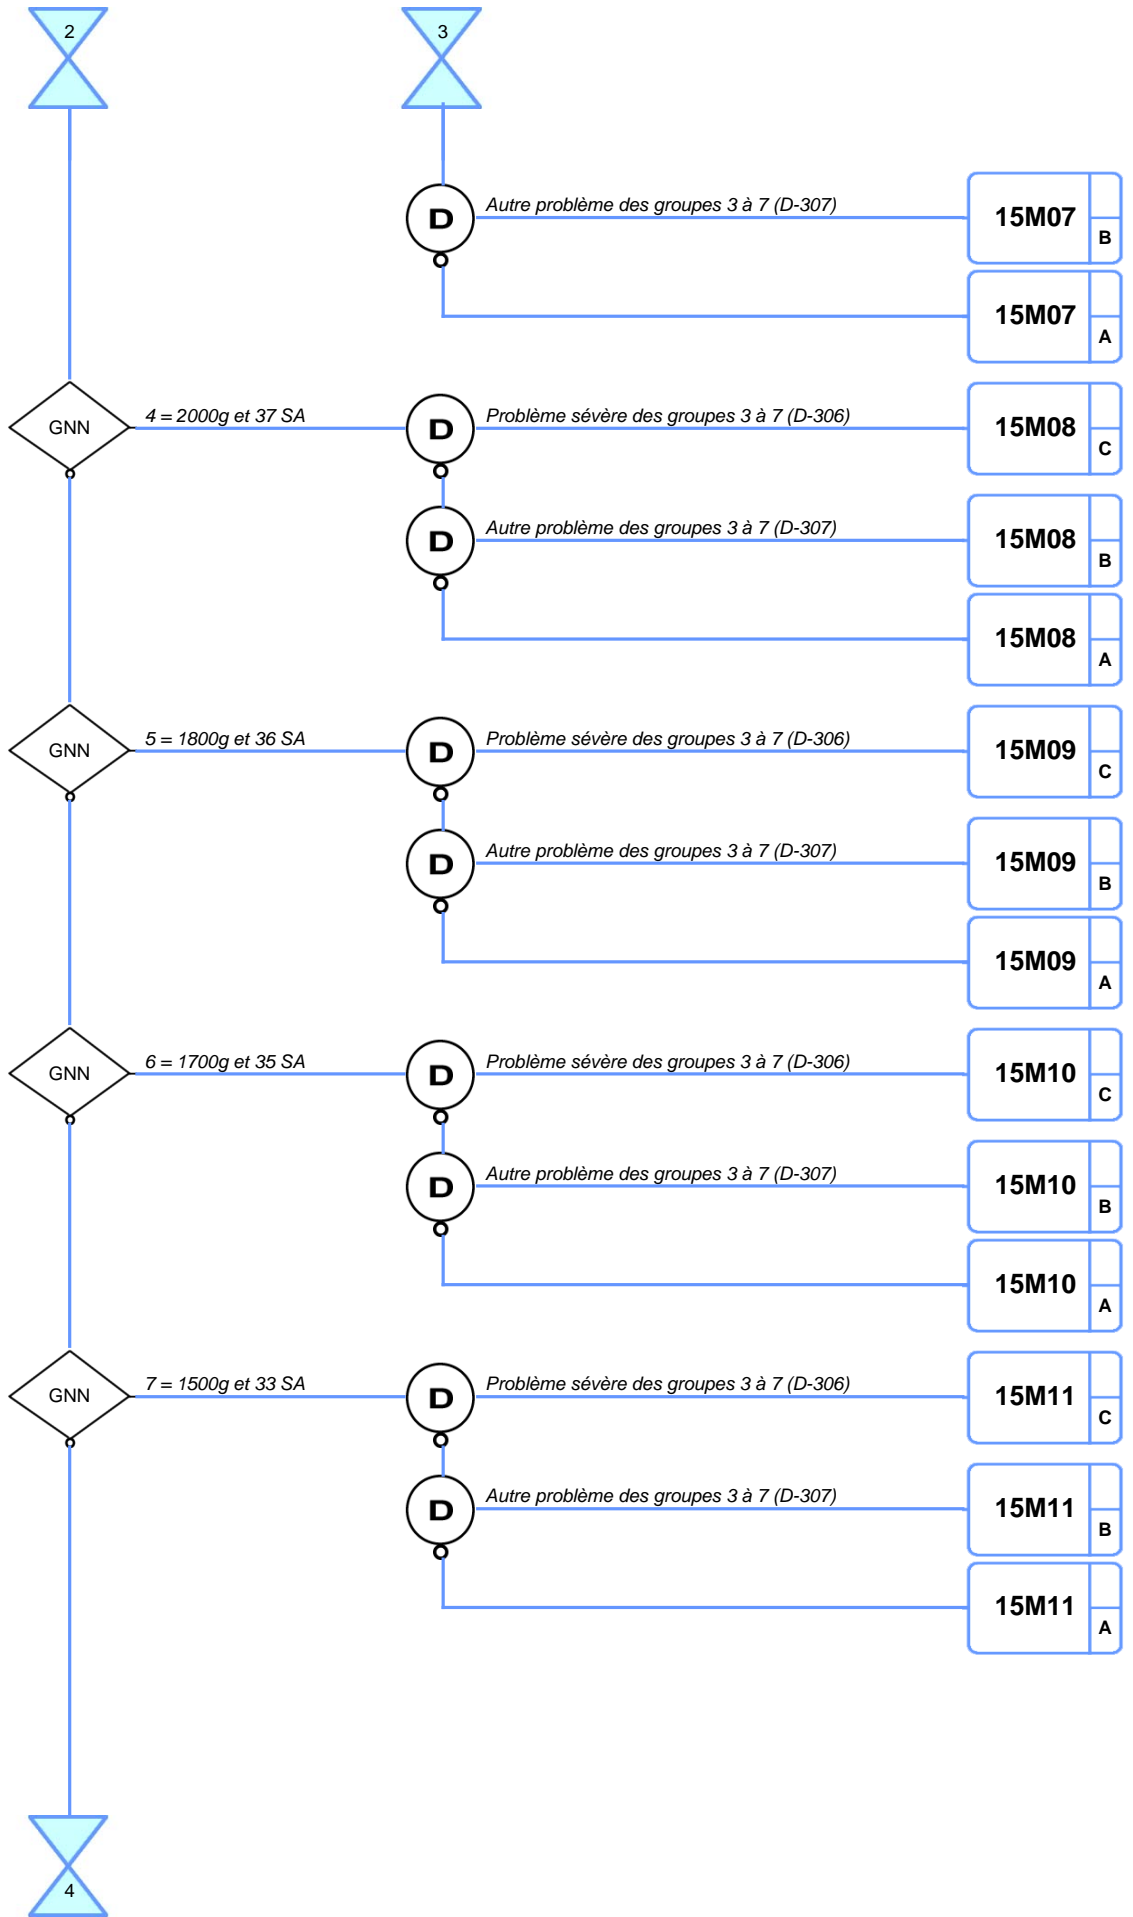 2
3
D
Autre problème des groupes 3 à 7 (D-307)
15M07
B
15M07
A
GNN
4 = 2000g et 37 SA
D
Problème sévère des groupes 3 à 7 (D-306)
15M08
C
D
Autre problème des groupes 3 à 7 (D-307)
15M08
B
15M08
A
GNN
5 = 1800g et 36 SA
D
Problème sévère des groupes 3 à 7 (D-306)
15M09
C
D
Autre problème des groupes 3 à 7 (D-307)
15M09
B
15M09
A
GNN
6 = 1700g et 35 SA
D
Problème sévère des groupes 3 à 7 (D-306)
15M10
C
D
Autre problème des groupes 3 à 7 (D-307)
15M10
B
15M10
A
GNN
7 = 1500g et 33 SA
D
Problème sévère des groupes 3 à 7 (D-306)
15M11
C
D
Autre problème des groupes 3 à 7 (D-307)
15M11
B
15M11
A
4